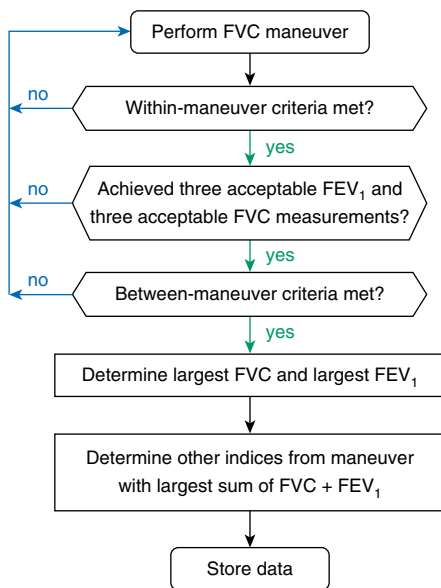 Perform FVC maneuver
no
Within-maneuver criteria met?
yes
no
Achieved three acceptable FEV₁ and
three acceptable FVC measurements?
yes
no
Between-maneuver criteria met?
yes
Determine largest FVC and largest FEV₁
Determine other indices from maneuver
with largest sum of FVC + FEV₁
Store data